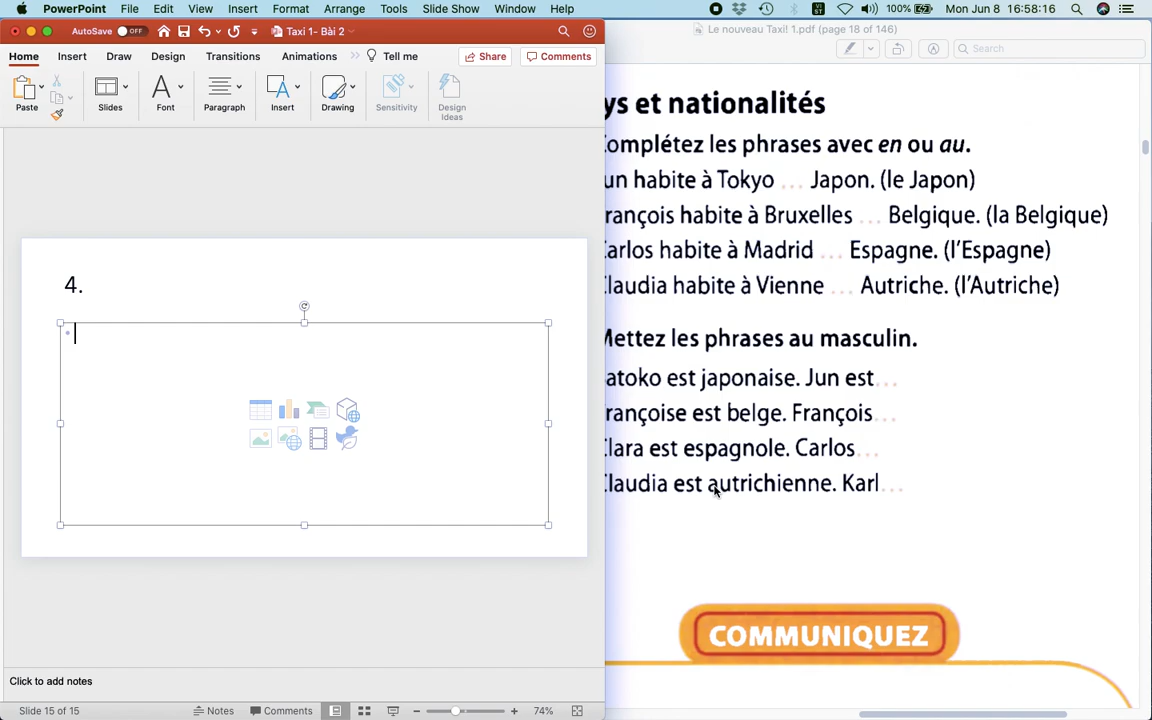 PowerPoint File Edit View Insert Format Arrange Tools Slide Show Window Help 100% Mon Jun 8 16:58:16
AutoSave OFF Taxi 1- Bài 2
Le nouveau Taxi! 1.pdf (page 18 of 146)
Search
Home Insert Draw Design Transitions Animations Tell me Share Comments
Paste Slides Font Paragraph Insert Drawing Sensitivity Design
Ideas
4.
ys et nationalités
omplétez les phrases avec en ou au.
un habite à Tokyo ... Japon. (le Japon)
rançois habite à Bruxelles ... Belgique. (la Belgique)
arlos habite à Madrid ... Espagne. (l'Espagne)
laudia habite à Vienne ... Autriche. (l'Autriche)
Mettez les phrases au masculin.
atoko est japonaise. Jun est...
rançoise est belge. François...
lara est espagnole. Carlos...
laudia est autrichienne. Karl...
COMMUNIQUEZ
Click to add notes
Slide 15 of 15 Notes Comments 74%